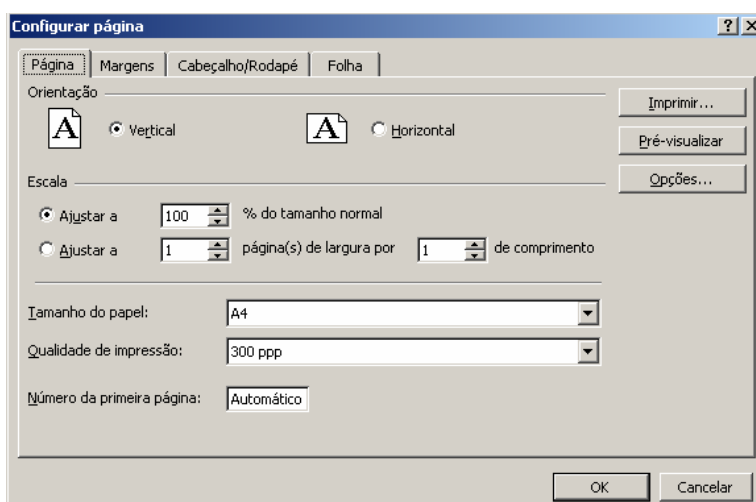 Configurar página
Página Margens Cabeçalho/Rodapé Folha
Orientação
A Vertical A Horizontal
Imprimir...
Pré-visualizar
Opções...
Escala
Ajustar a 100 % do tamanho normal
Ajustar a 1 página(s) de largura por 1 de comprimento
Tamanho do papel: A4
Qualidade de impressão: 300 ppp
Número da primeira página: Automático
OK Cancelar